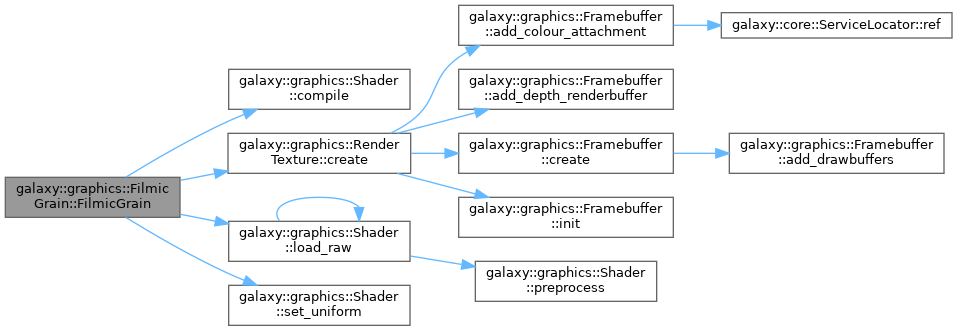 galaxy::graphics::Filmic
Grain::FilmicGrain
galaxy::graphics::Shader
::compile
galaxy::graphics::Render
Texture::create
galaxy::graphics::Framebuffer
::add_colour_attachment
galaxy::core::ServiceLocator::ref
galaxy::graphics::Framebuffer
::add_depth_renderbuffer
galaxy::graphics::Framebuffer
::create
galaxy::graphics::Framebuffer
::add_drawbuffers
galaxy::graphics::Framebuffer
::init
galaxy::graphics::Shader
::load_raw
galaxy::graphics::Shader
::preprocess
galaxy::graphics::Shader
::set_uniform